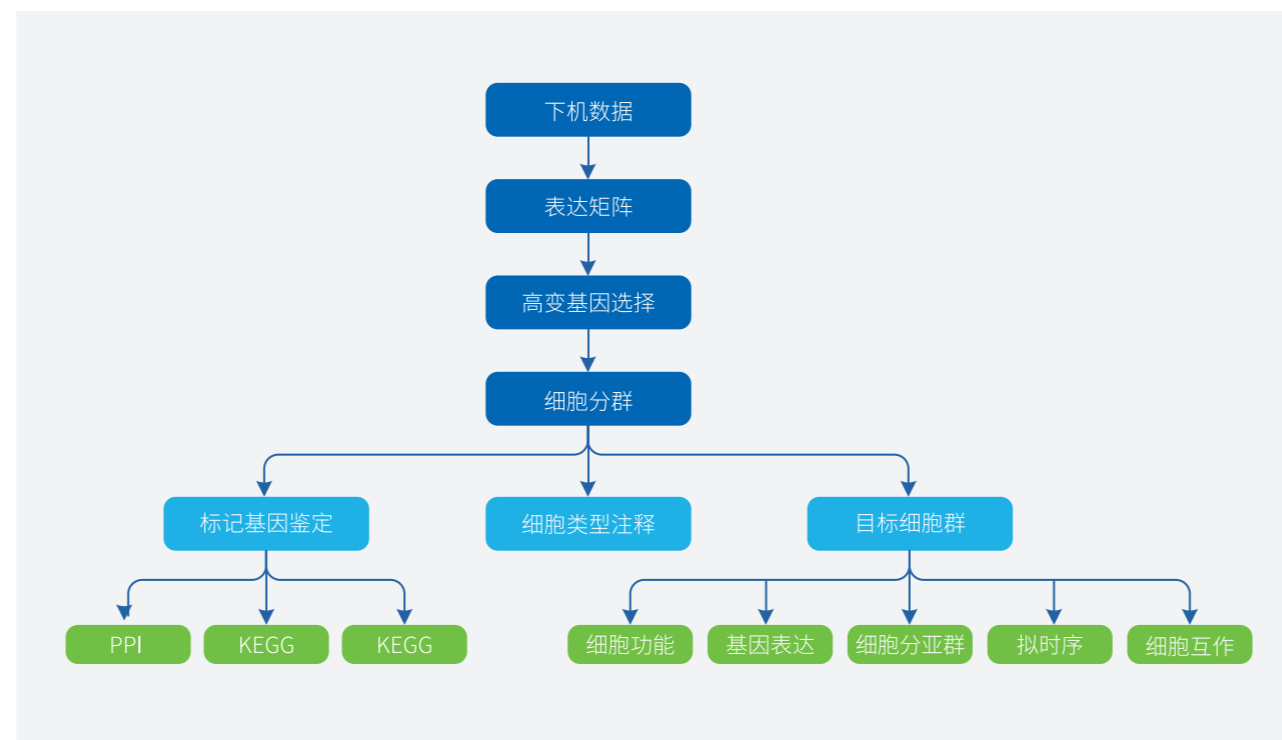 下机数据
表达矩阵
高变基因选择
细胞分群
标记基因鉴定
细胞类型注释
目标细胞群
PPI
KEGG
KEGG
细胞功能
基因表达
细胞分亚群
拟时序
细胞互作